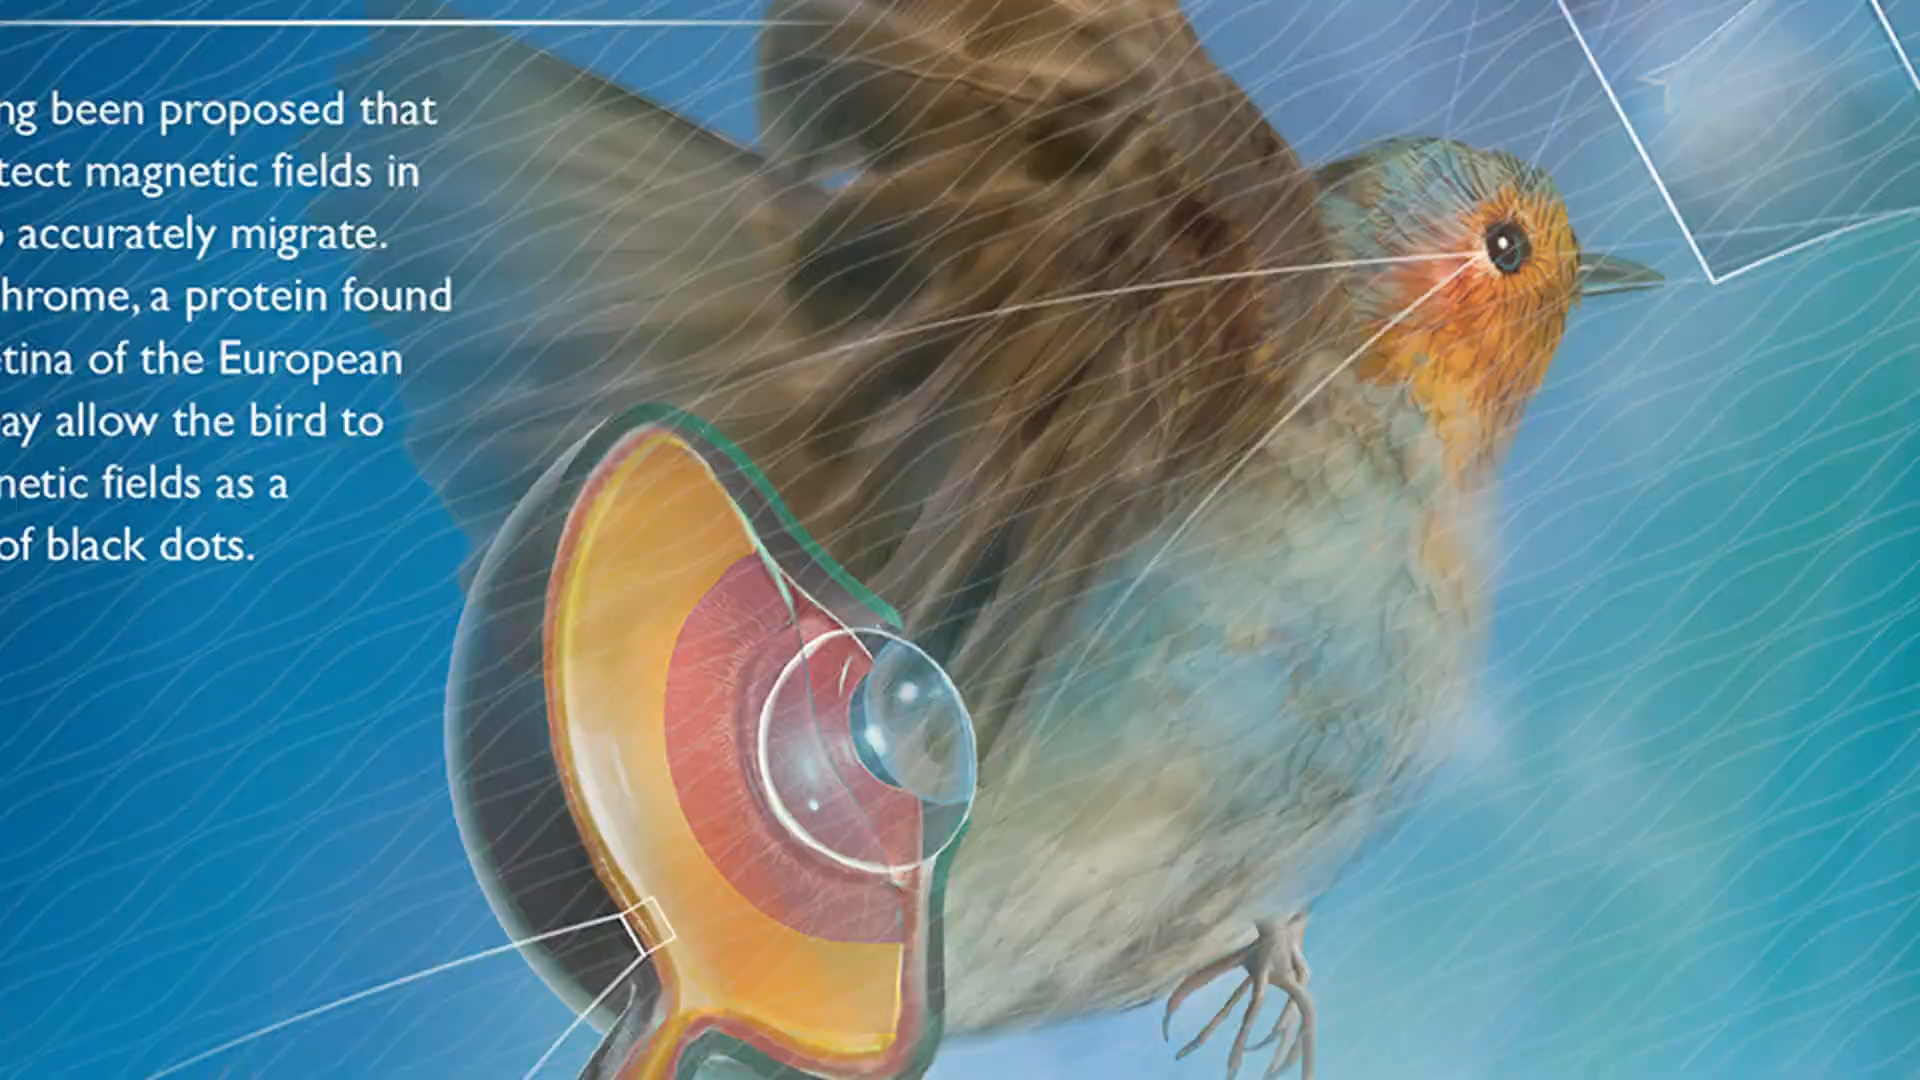 ng been proposed that
tect magnetic fields in
o accurately migrate.
hrome, a protein found
etina of the European
ay allow the bird to
netic fields as a
of black dots.